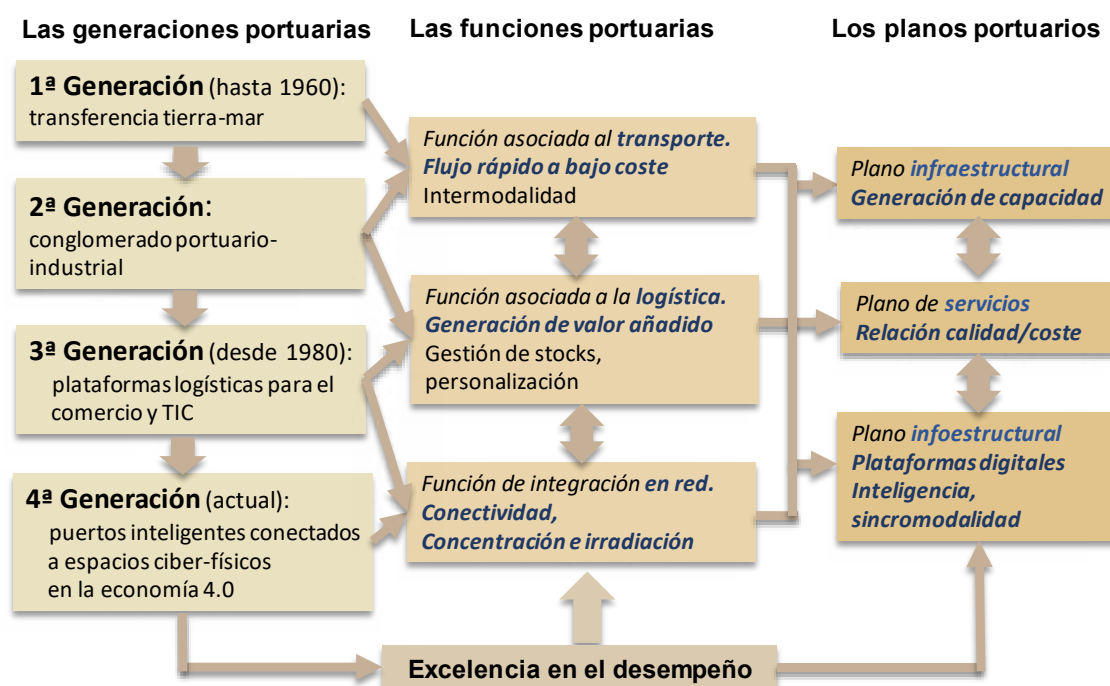 Las generaciones portuarias
1ª Generación (hasta 1960):
transferencia tierra-mar
2ª Generación:
conglomerado portuario-
industrial
3ª Generación (desde 1980):
plataformas logísticas para el
comercio y TIC
4ª Generación (actual):
puertos inteligentes conectados
a espacios ciber-físicos
en la economía 4.0
Las funciones portuarias
Función asociada al transporte.
Flujo rápido a bajo coste
Intermodalidad
Función asociada a la logística.
Generación de valor añadido
Gestión de stocks,
personalización
Función de integración en red.
Conectividad,
Concentración e irradiación
Los planos portuarios
Plano infraestructural
Generación de capacidad
Plano de servicios
Relación calidad/coste
Plano infoestructural
Plataformas digitales
Inteligencia,
sincromodalidad
Excelencia en el desempeño